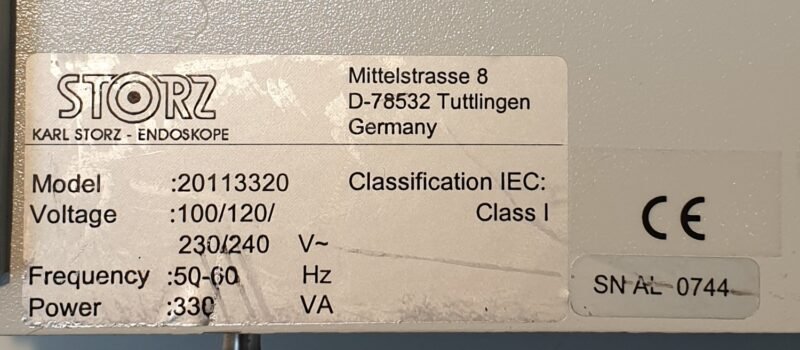 STORZ
KARL STORZ - ENDOSKOPE
Mittelstrasse 8
D-78532 Tuttlingen
Germany
Model :20113320
Voltage :100/120/
230/240 V~
Frequency :50-60 Hz
Power :330 VA
Classification IEC:
Class I
CE
SN AL 0744